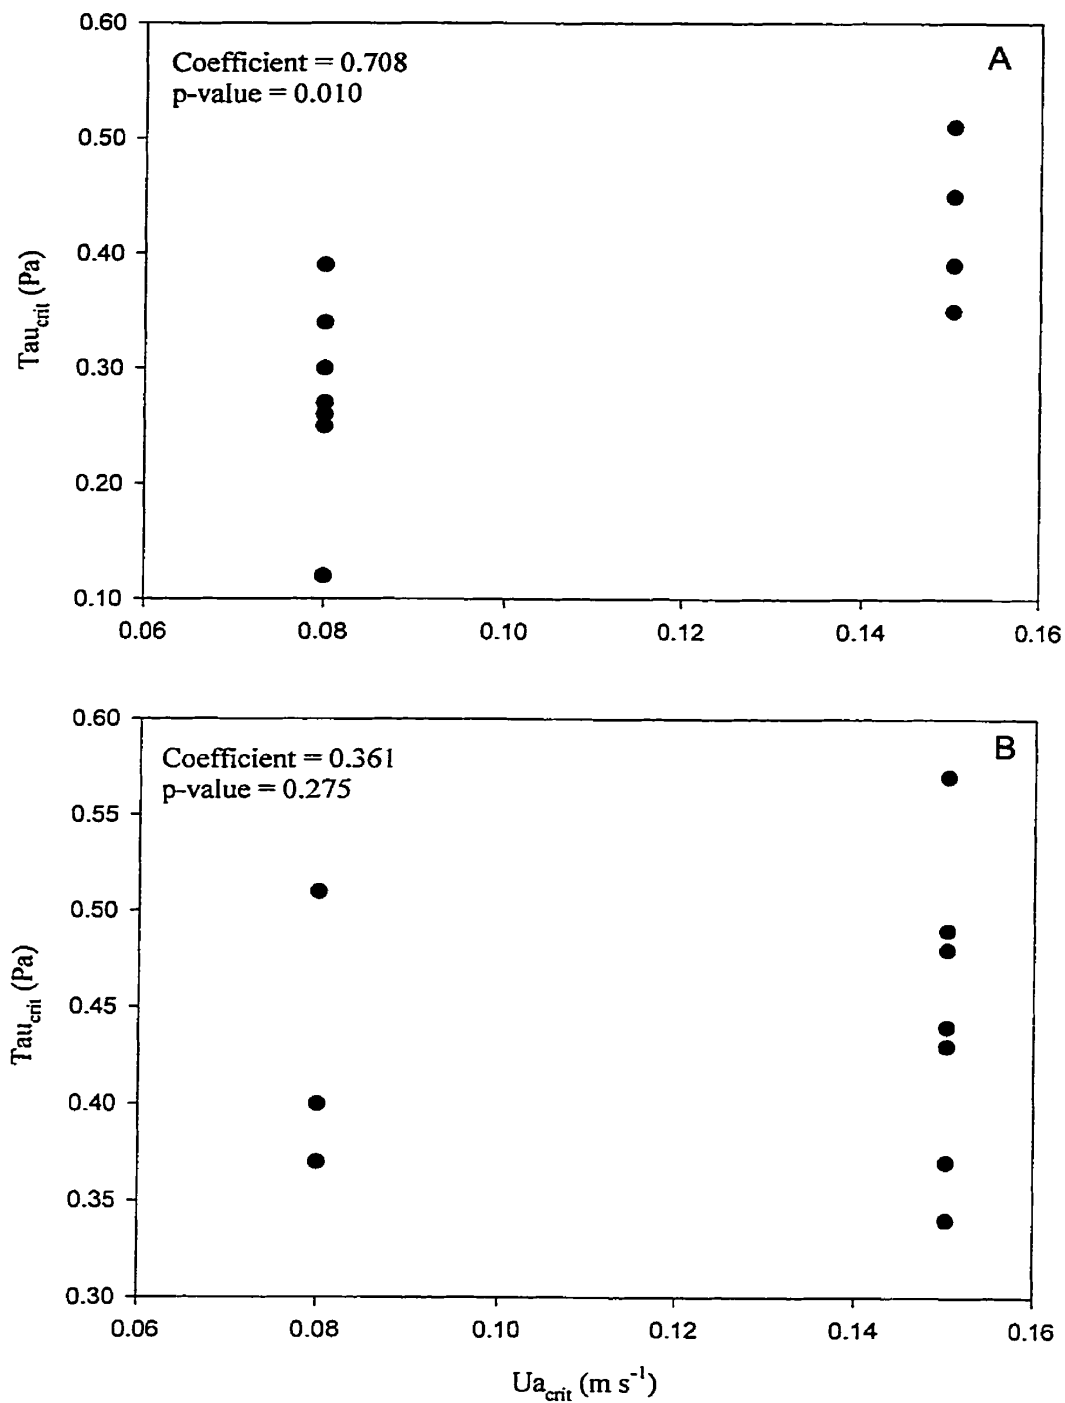 0.60
A
Coefficient = 0.708
p-value = 0.010
0.50
0.40
Tau_crit (Pa)
0.30
0.20
0.10
0.06 0.08 0.10 0.12 0.14 0.16
0.60
B
Coefficient = 0.361
p-value = 0.275
0.55
0.50
0.45
Tau_crit (Pa)
0.40
0.35
0.30
0.06 0.08 0.10 0.12 0.14 0.16
Ua_crit (m s⁻¹)